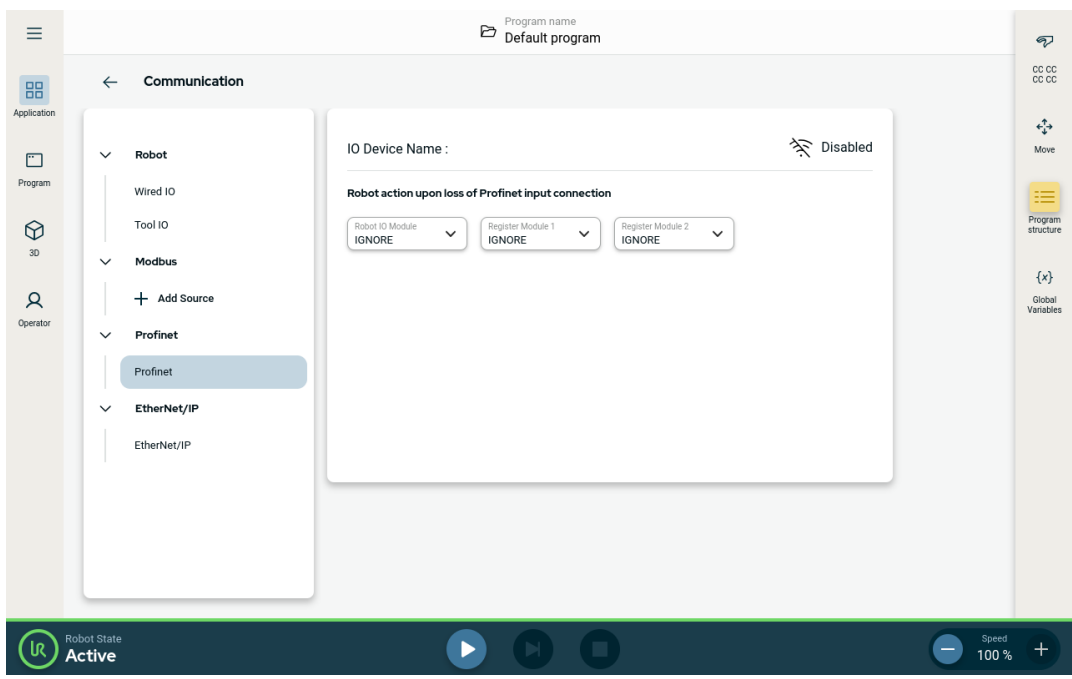 Program name
Default program
Communication
Application
Program
3D
Operator
Robot
Wired IO
Tool IO
Modbus
Add Source
Profinet
Profinet
EtherNet/IP
EtherNet/IP
IO Device Name :
Disabled
Robot action upon loss of Profinet input connection
Robot IO Module
IGNORE
Register Module 1
IGNORE
Register Module 2
IGNORE
CC CC
CC CC
Move
Program
structure
{x}
Global
Variables
UR
Robot State
Active
Speed
100 %